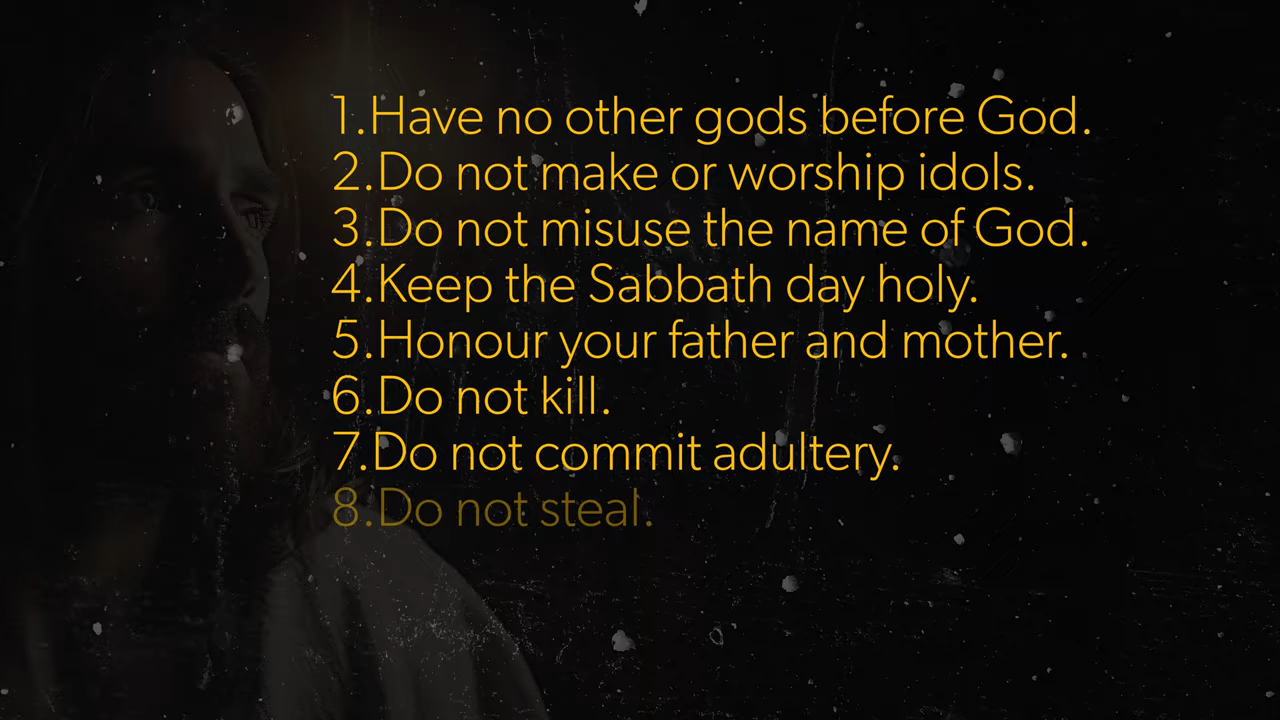 1.Have no other gods before God.
2.Do not make or worship idols.
3.Do not misuse the name of God.
4.Keep the Sabbath day holy.
5.Honour your father and mother.
6.Do not kill.
7.Do not commit adultery.
8.Do not steal.